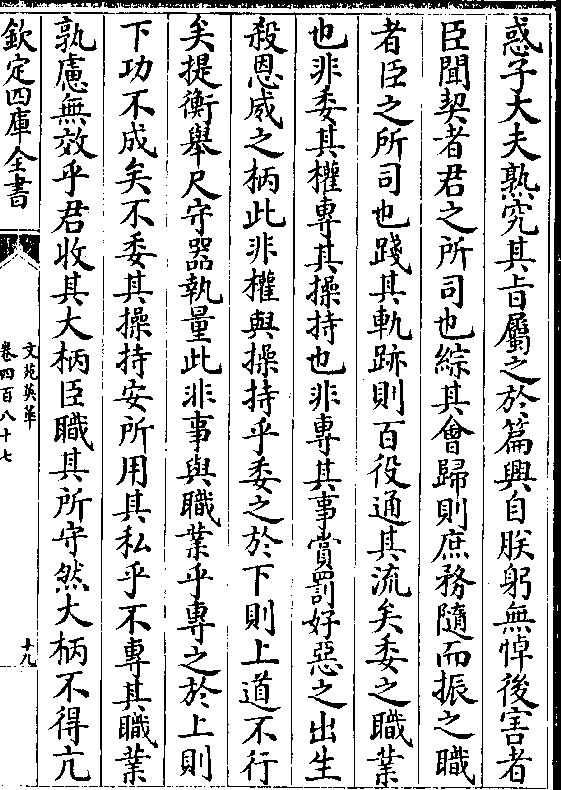 惑子大夫熟究其旨屬之於篇興自朕躬無悼後害者
臣聞契者君之所司也綜其會歸則庶務隨而振之職
者臣之所司也踐其軌跡則百役通其流矣委之職業
也非委其權專其操持也非專其事賞罰好惡之出生
殺恩威之柄此非權與操持乎委之於下則上道不行
矣提衡舉尺守器執量此非事與職業乎專之於上則
下功不成矣不委其操持安所用其私乎不專其職業
孰慮無效乎君收其大柄臣職其所守然大柄不得亢
欽定四庫全書
文苑英華
卷四百八十七
十九